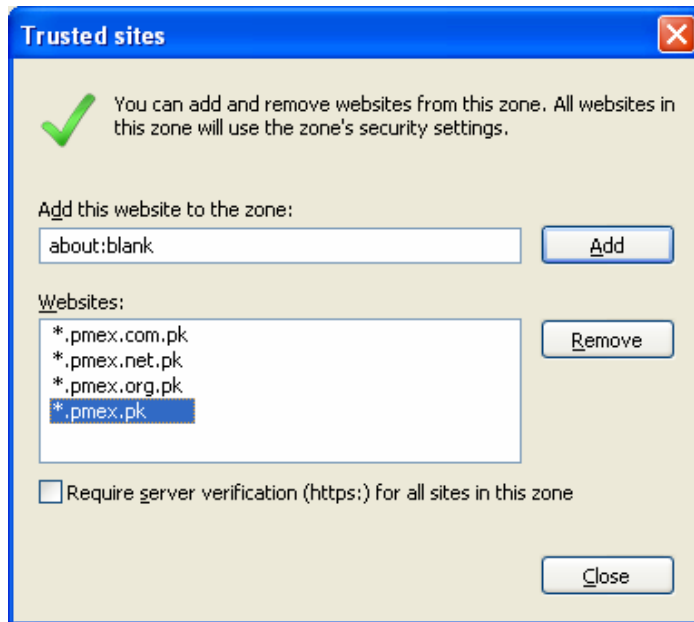 Trusted sites
You can add and remove websites from this zone. All websites in
this zone will use the zone's security settings.
Add this website to the zone:
about:blank
Add
Websites:
*.pmex.com.pk
*.pmex.net.pk
*.pmex.org.pk
*.pmex.pk
Remove
Require server verification (https:) for all sites in this zone
Close